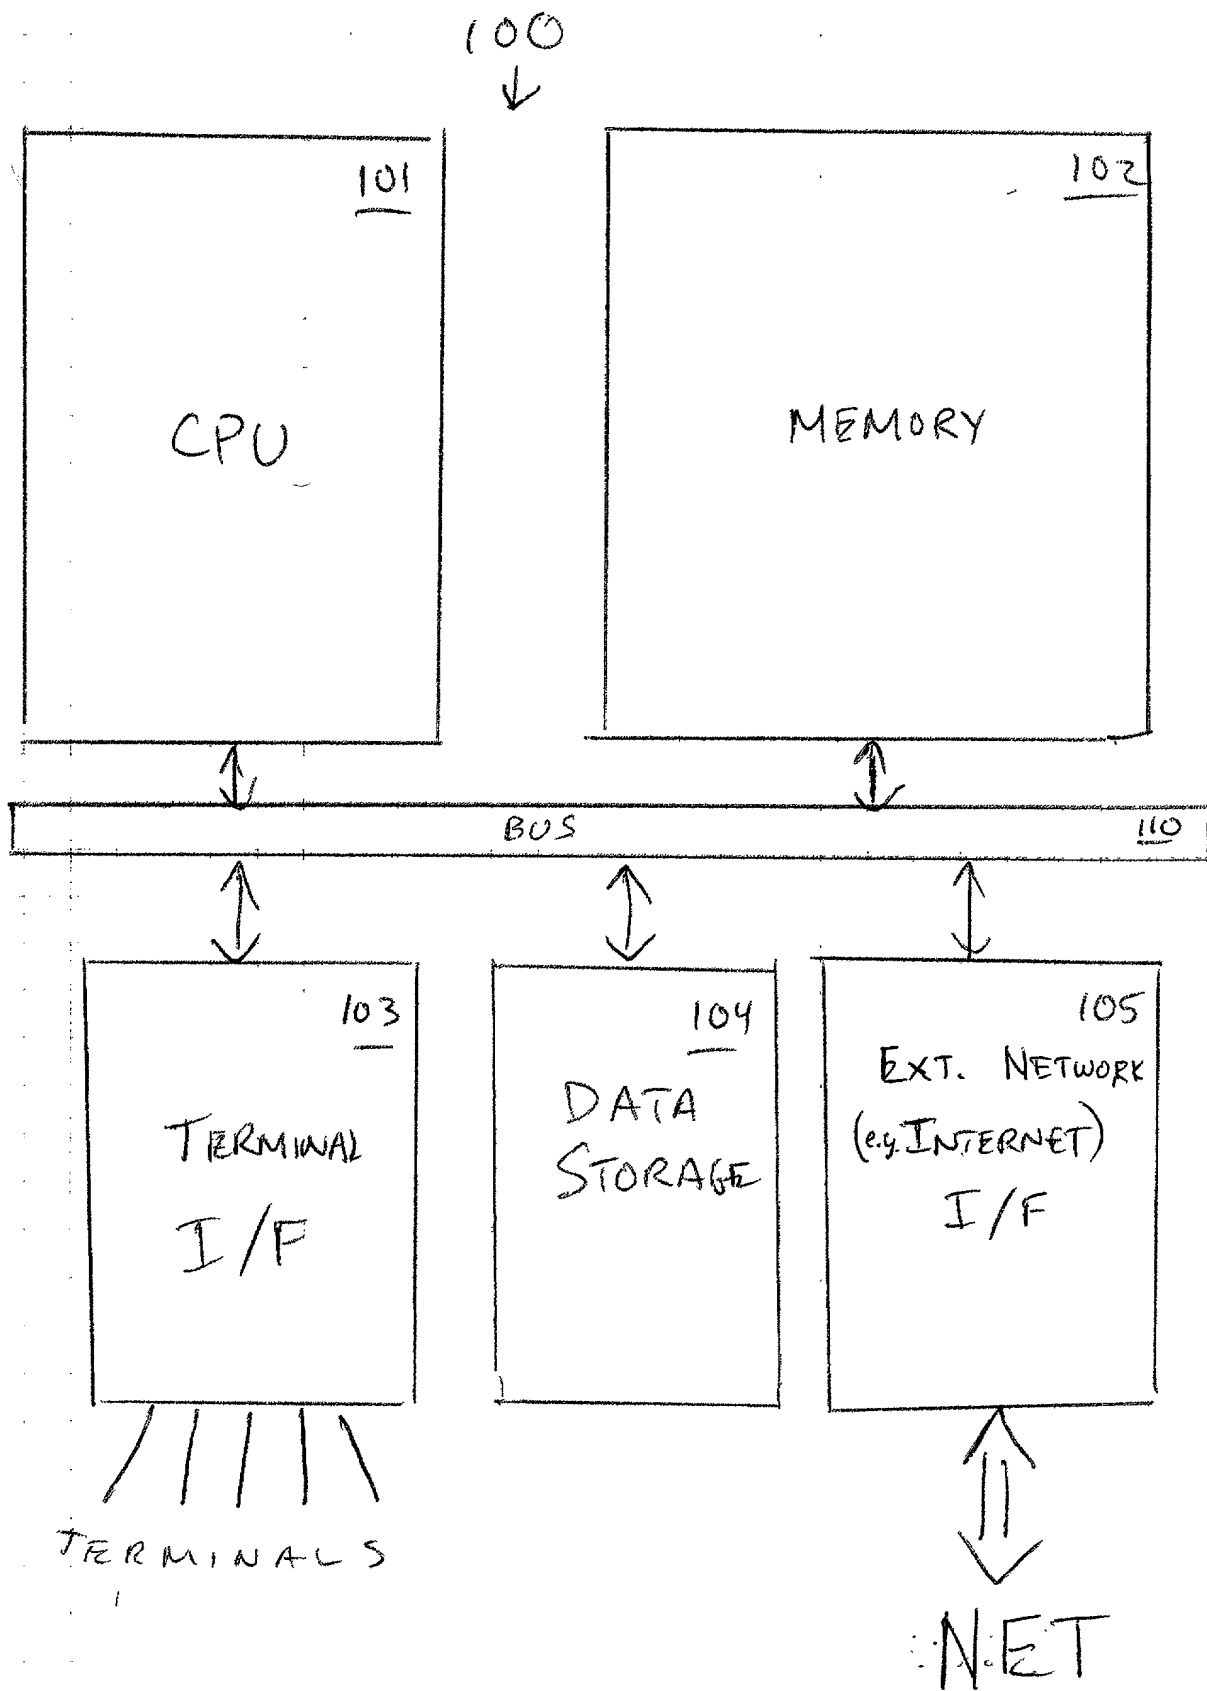 100
101
CPU
102
MEMORY
BUS
110
103
TERMINAL
I/F
104
DATA
STORAGE
105
EXT. NETWORK
(e.g. INTERNET)
I/F
TERMINALS
NET